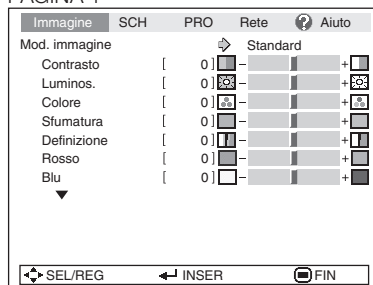 PAGINA 1
Immagine SCH PRO Rete ? Aiuto
Mod. immagine Standard
Contrasto [ 0 ] - +
Luminos. [ 0 ] - +
Colore [ 0 ] - +
Sfumatura [ 0 ] - +
Definizione [ 0 ] - +
Rosso [ 0 ] - +
Blu [ 0 ] - +
SEL/REG INSER FIN